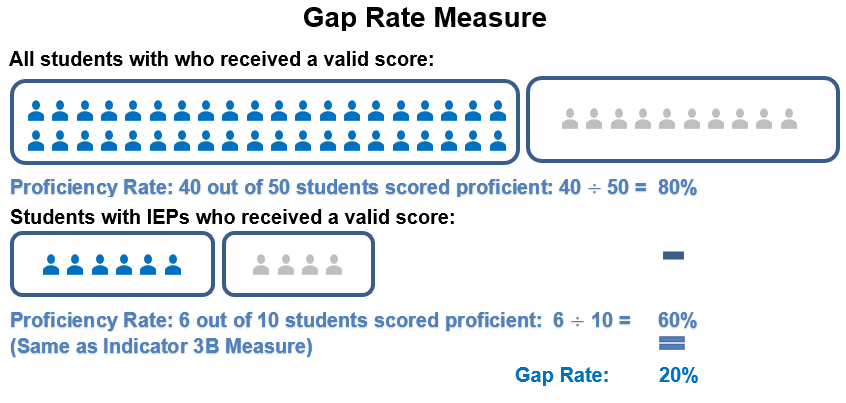 Gap Rate Measure
All students with who received a valid score:
Proficiency Rate: 40 out of 50 students scored proficient: 40 ÷ 50 = 80%
Students with IEPs who received a valid score:
-
Proficiency Rate: 6 out of 10 students scored proficient: 6 ÷ 10 = 60%
(Same as Indicator 3B Measure) =
Gap Rate: 20%